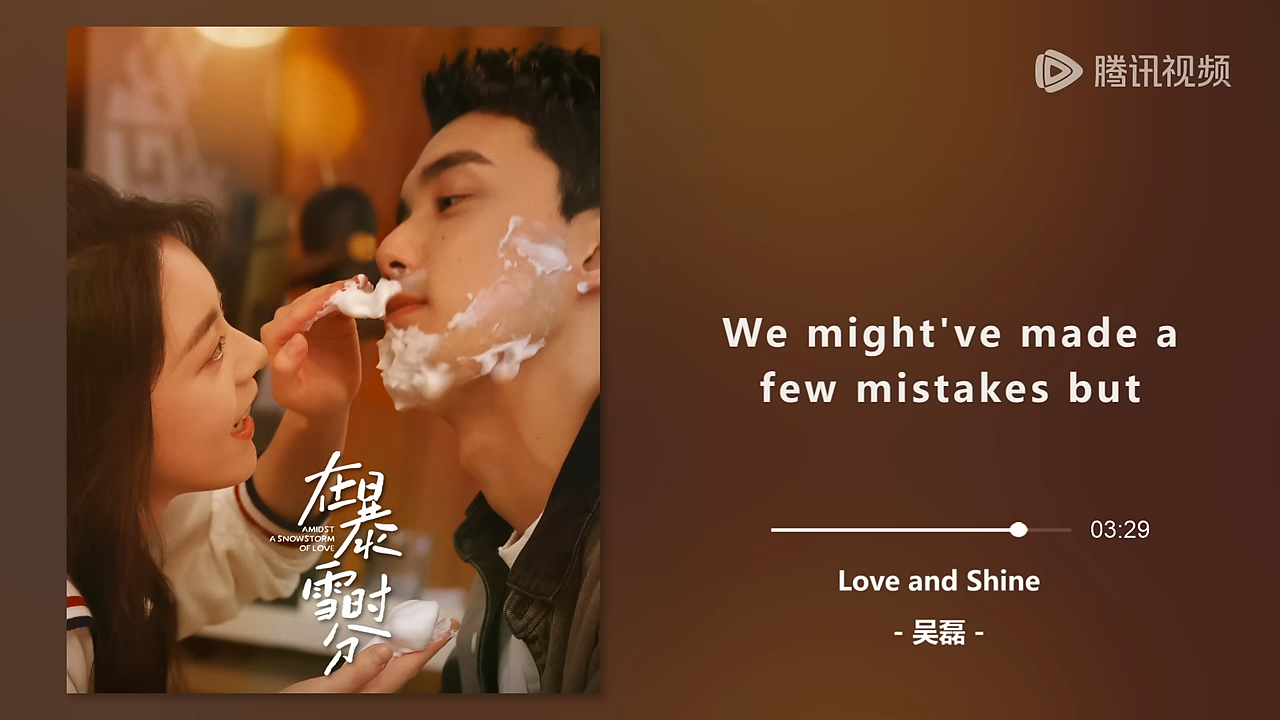 腾讯视频
在暴
AMIDST
A SNOWSTORM
OF LOVE
雪时
分
We might've made a
few mistakes but
03:29
Love and Shine
- 吴磊 -